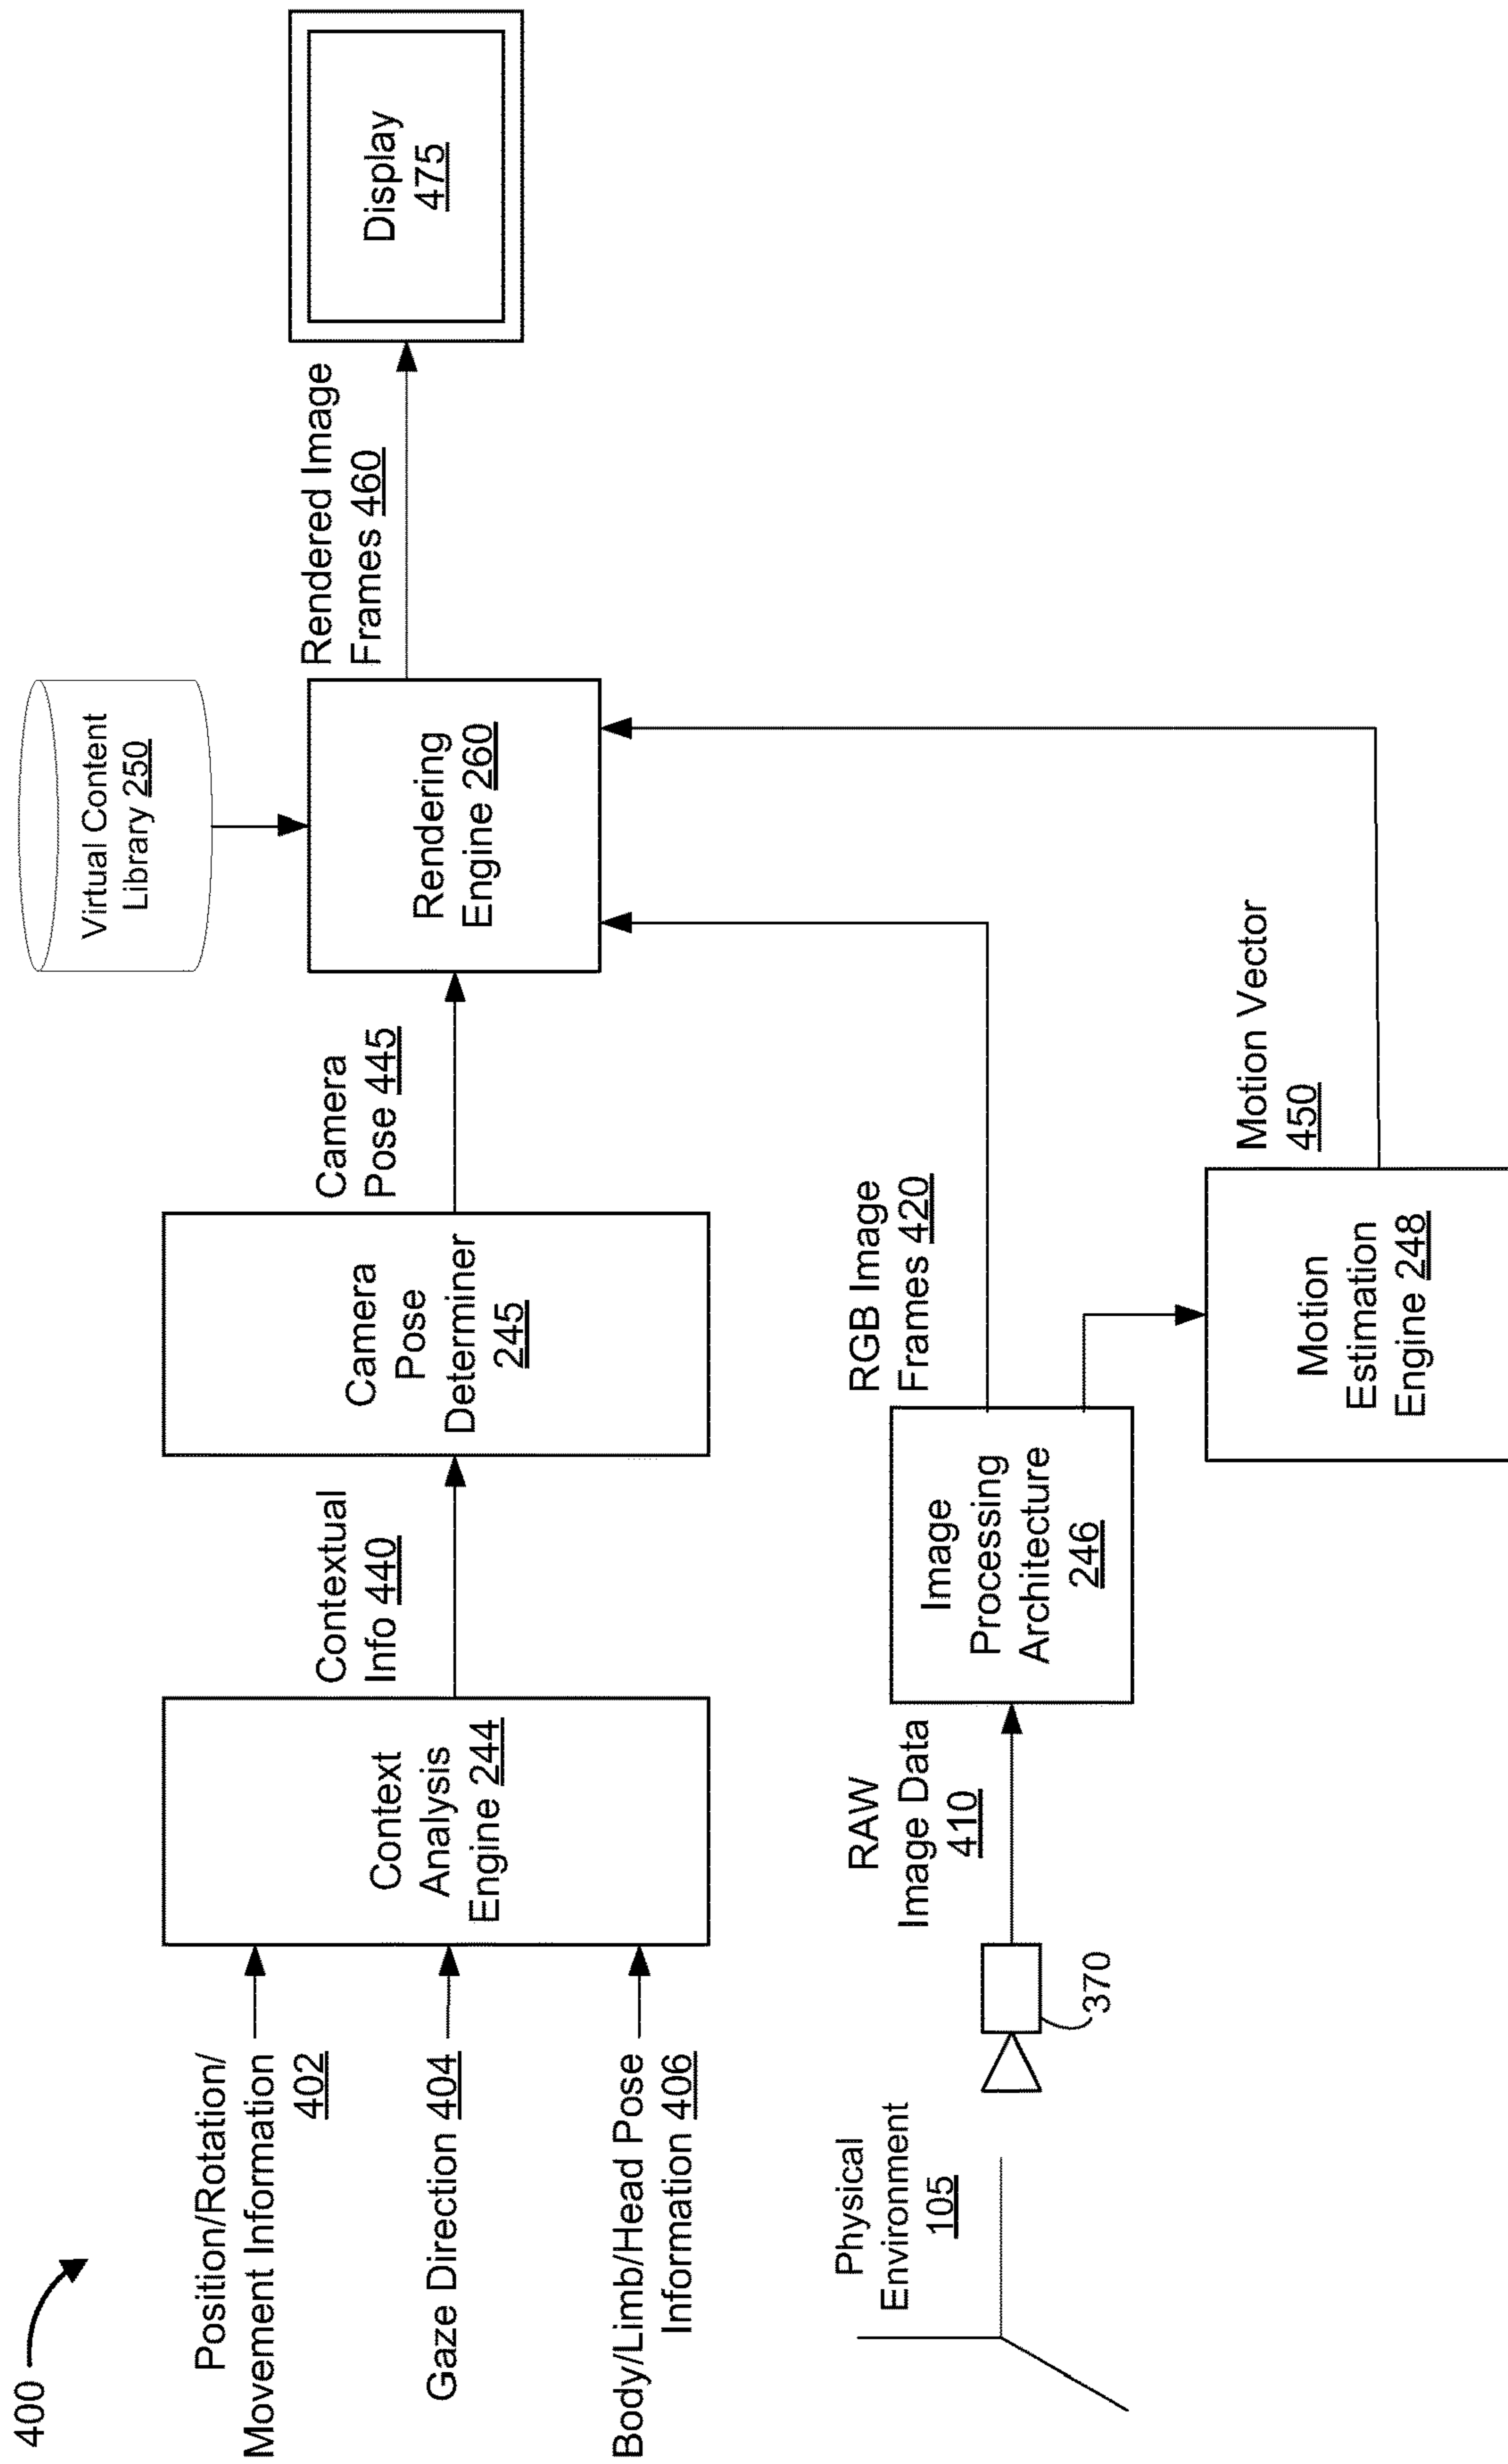 400
Position/Rotation/
Movement Information
402
Gaze Direction 404
Body/Limb/Head Pose
Information 406
Context
Analysis
Engine 244
Contextual
Info 440
Camera
Pose
Determiner
245
Camera
Pose 445
Virtual Content
Library 250
Rendering
Engine 260
Rendered Image
Frames 460
Display
475
Physical
Environment
105
370
RAW
Image Data
410
Image
Processing
Architecture
246
RGB Image
Frames 420
Motion
Estimation
Engine 248
Motion Vector
450